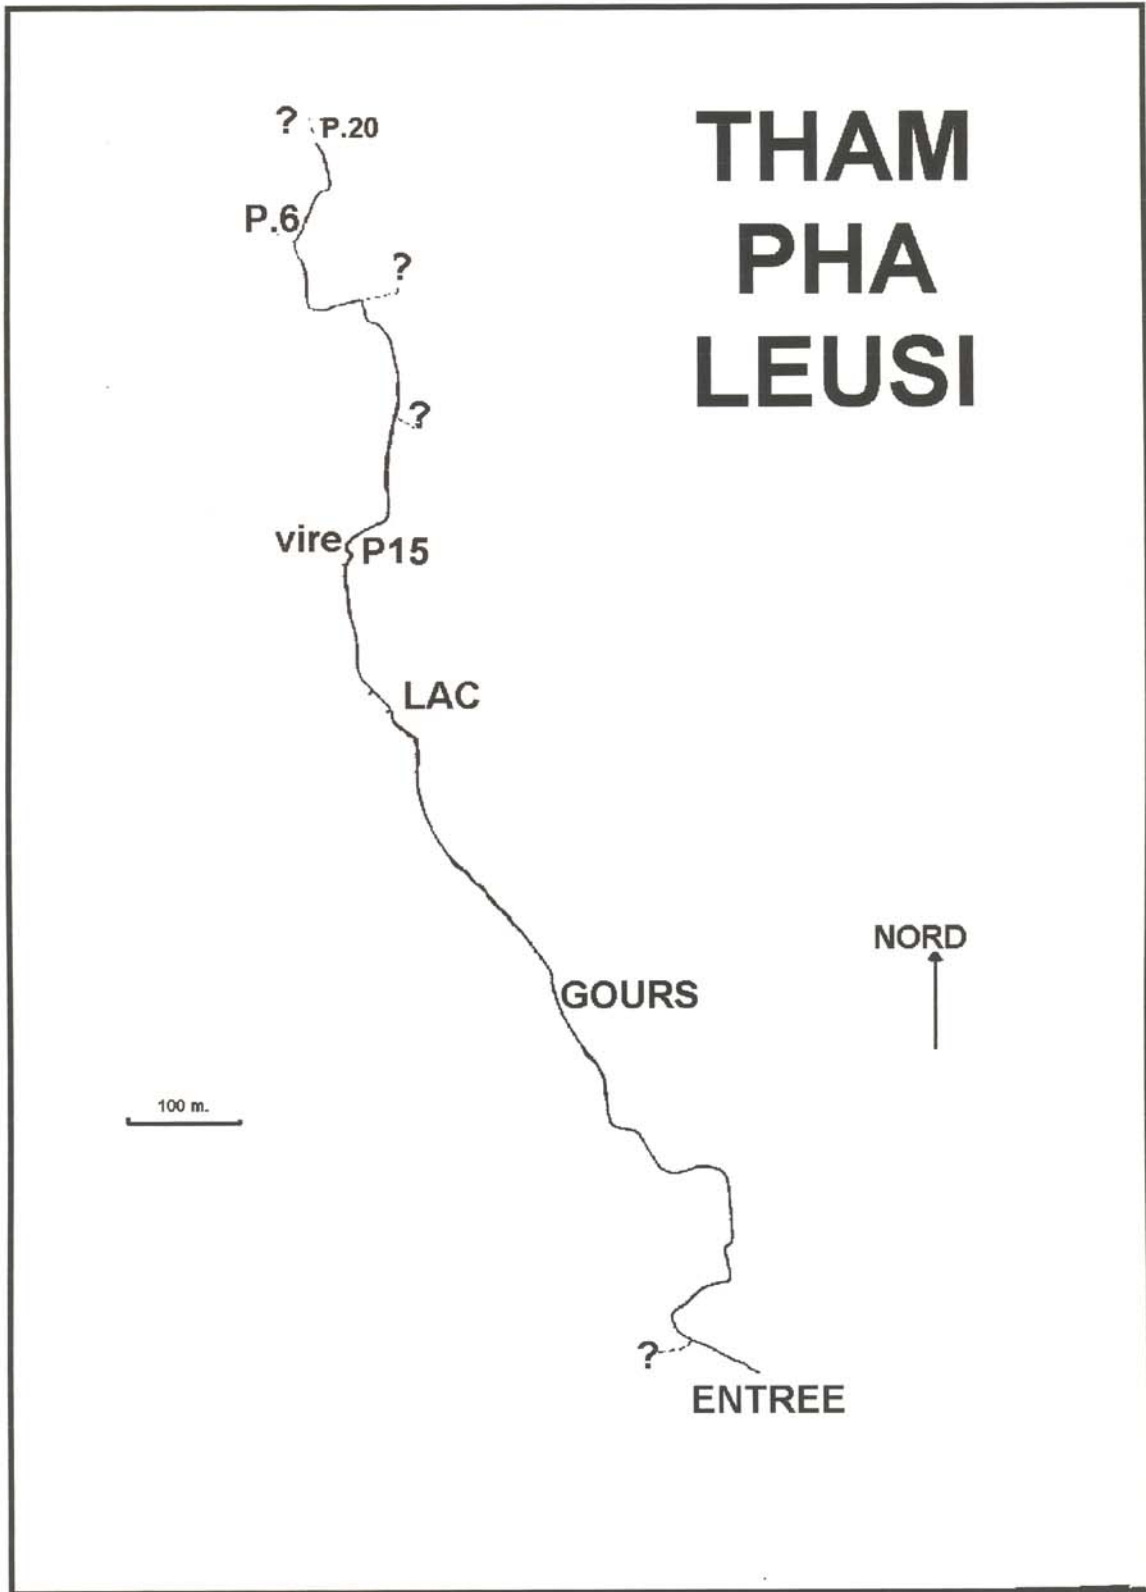 THAM
PHA
LEUSI
? P.20
P.6
?
?
vire P15
LAC
NORD
GOURS
100 m.
?
ENTREE